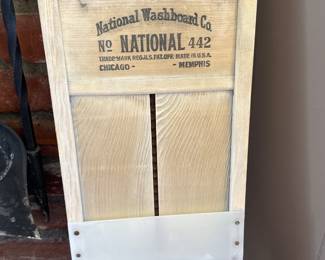 National Washboard Co.
No NATIONAL 442
TRADE-MARK REG.U.S. PAT. OFF. MADE IN U.S.A.
CHICAGO - - MEMPHIS